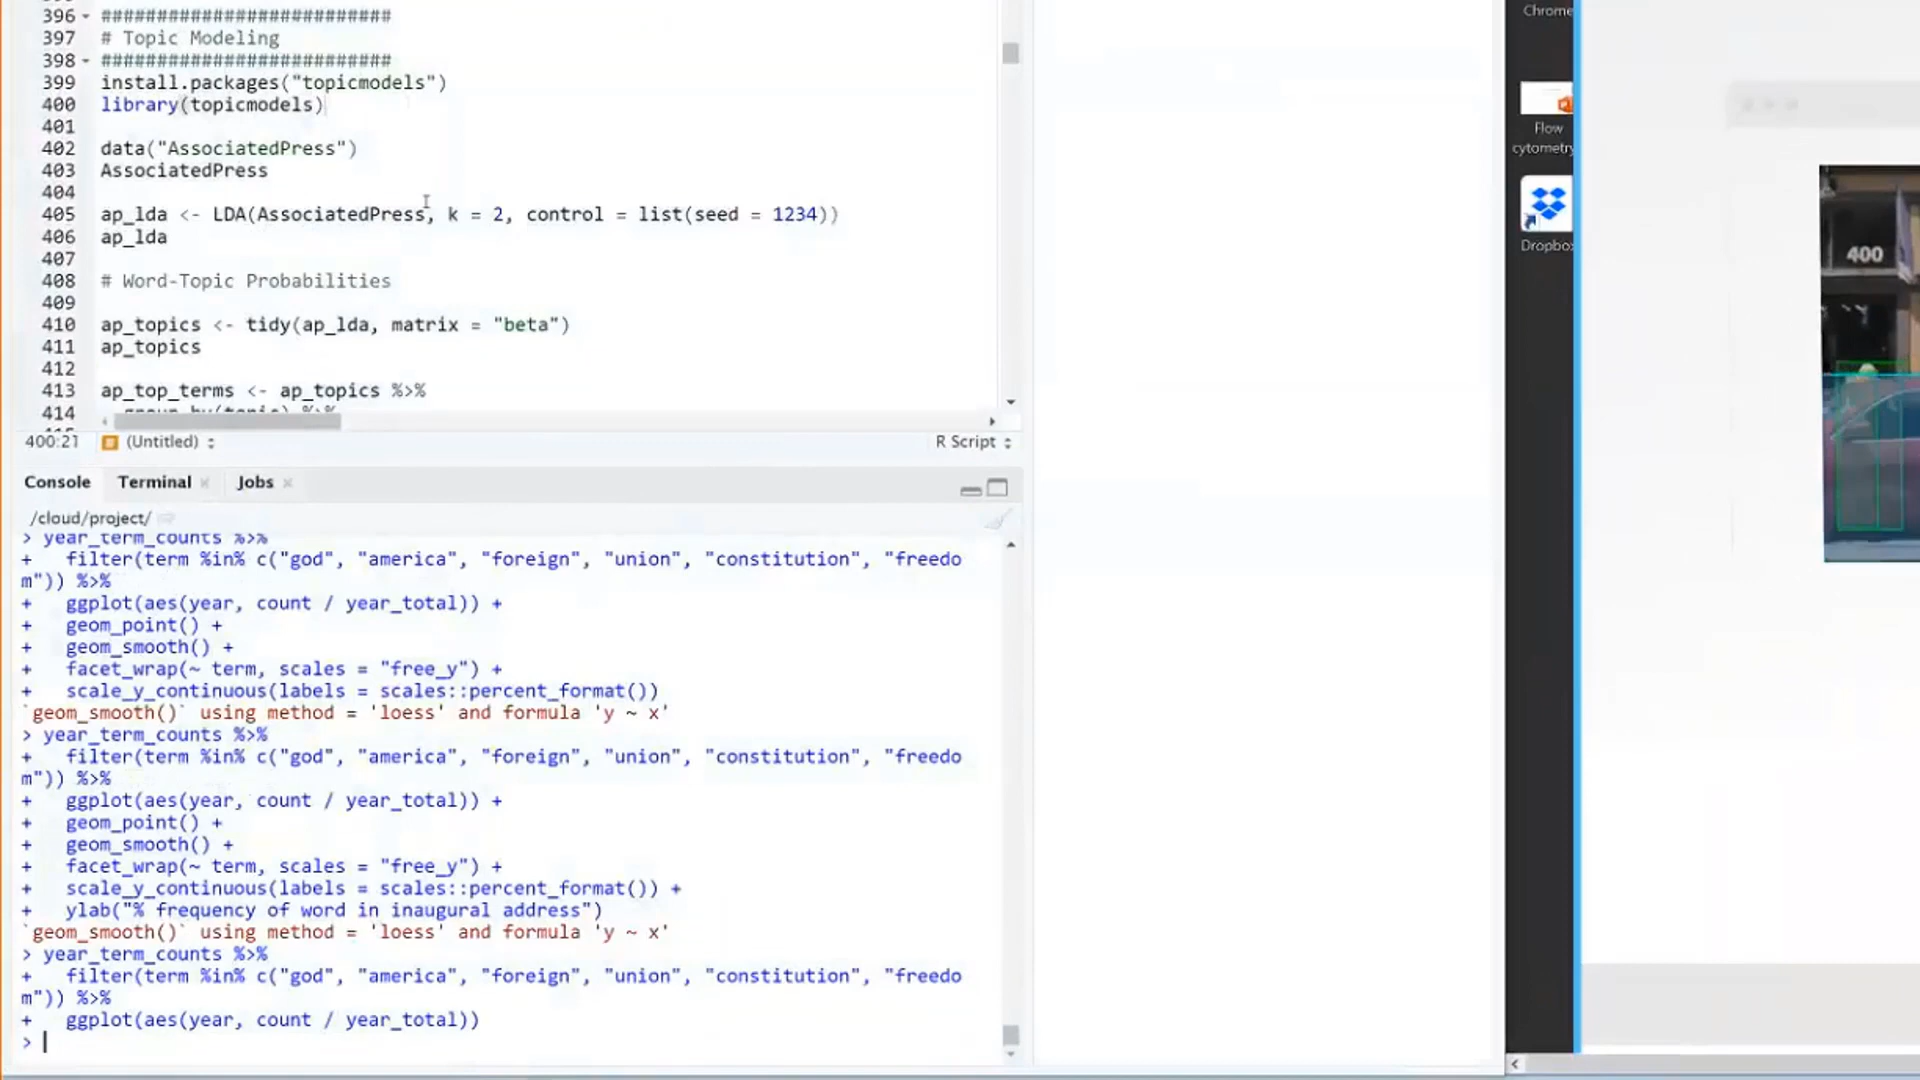 396 ##########################
397 # Topic Modeling
398 ##########################
399 install.packages("topicmodels")
400 library(topicmodels)
401
402 data("AssociatedPress")
403 AssociatedPress
404
405 ap_lda <- LDA(AssociatedPress, k = 2, control = list(seed = 1234))
406 ap_lda
407
408 # Word-Topic Probabilities
409
410 ap_topics <- tidy(ap_lda, matrix = "beta")
411 ap_topics
412
413 ap_top_terms <- ap_topics %>%
414 group_by(topic) %>%
400:21 (Untitled) R Script
Console Terminal Jobs
/cloud/project/
> year_term_counts %>%
+ filter(term %in% c("god", "america", "foreign", "union", "constitution", "freedo
m")) %>%
+ ggplot(aes(year, count / year_total)) +
+ geom_point() +
+ geom_smooth() +
+ facet_wrap(~ term, scales = "free_y") +
+ scale_y_continuous(labels = scales::percent_format())
`geom_smooth()` using method = 'loess' and formula 'y ~ x'
> year_term_counts %>%
+ filter(term %in% c("god", "america", "foreign", "union", "constitution", "freedo
m")) %>%
+ ggplot(aes(year, count / year_total)) +
+ geom_point() +
+ geom_smooth() +
+ facet_wrap(~ term, scales = "free_y") +
+ scale_y_continuous(labels = scales::percent_format()) +
+ ylab("% frequency of word in inaugural address")
`geom_smooth()` using method = 'loess' and formula 'y ~ x'
> year_term_counts %>%
+ filter(term %in% c("god", "america", "foreign", "union", "constitution", "freedo
m")) %>%
+ ggplot(aes(year, count / year_total))
>
Chrome
Flow
cytometry
Dropbox
400